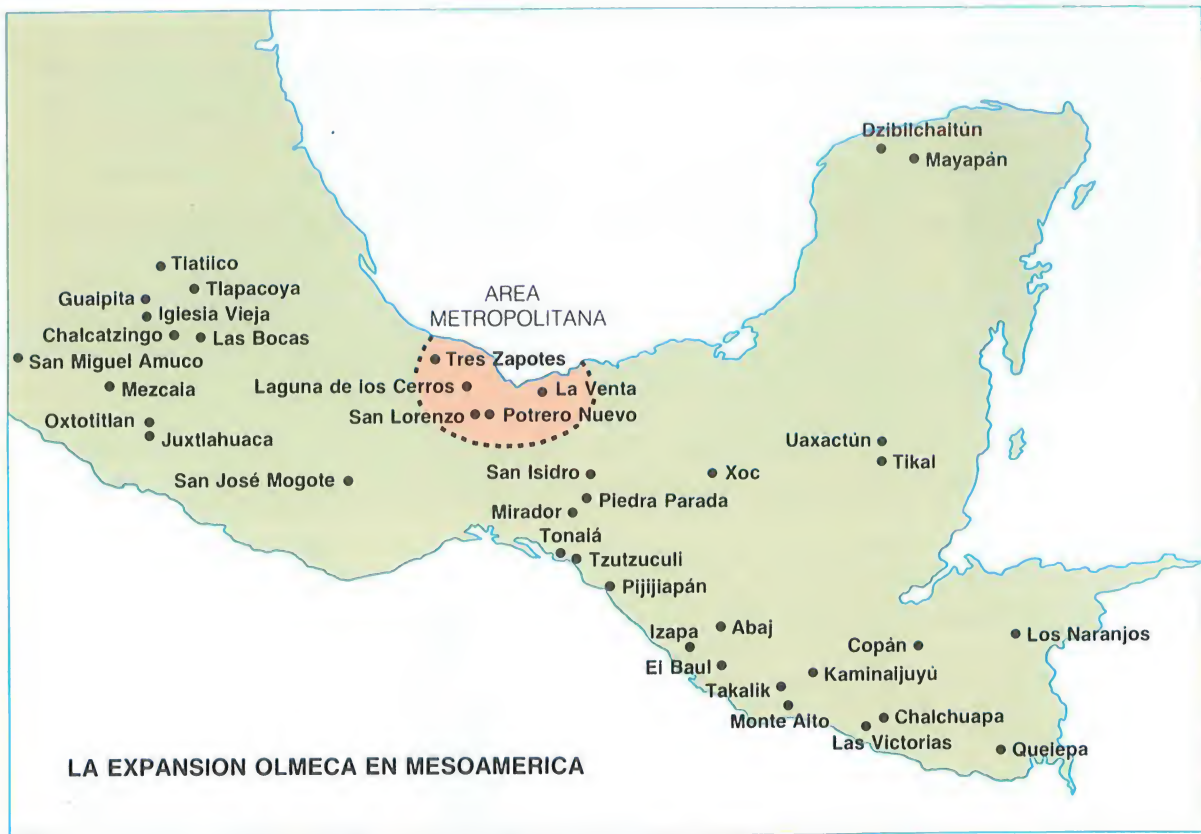 Dzibilchaltún
Mayapán
Tlatilco
Tlapacoya
Gualpita
Iglesia Vieja
Chalcatzingo
Las Bocas
San Miguel Amuco
Mezcala
Oxtotitlan
Juxtlahuaca
San José Mogote
AREA
METROPOLITANA
Tres Zapotes
Laguna de los Cerros
La Venta
San Lorenzo
Potrero Nuevo
Uaxactún
Tikal
San Isidro
Xoc
Piedra Parada
Mirador
Tonalá
Tzutzuculi
Pijijiapán
Izapa
Abaj
El Baul
Takalik
Monte Alto
Copán
Los Naranjos
Kaminaljuyú
Chalchuapa
Las Victorias
Quelepa
LA EXPANSION OLMECA EN MESOAMERICA